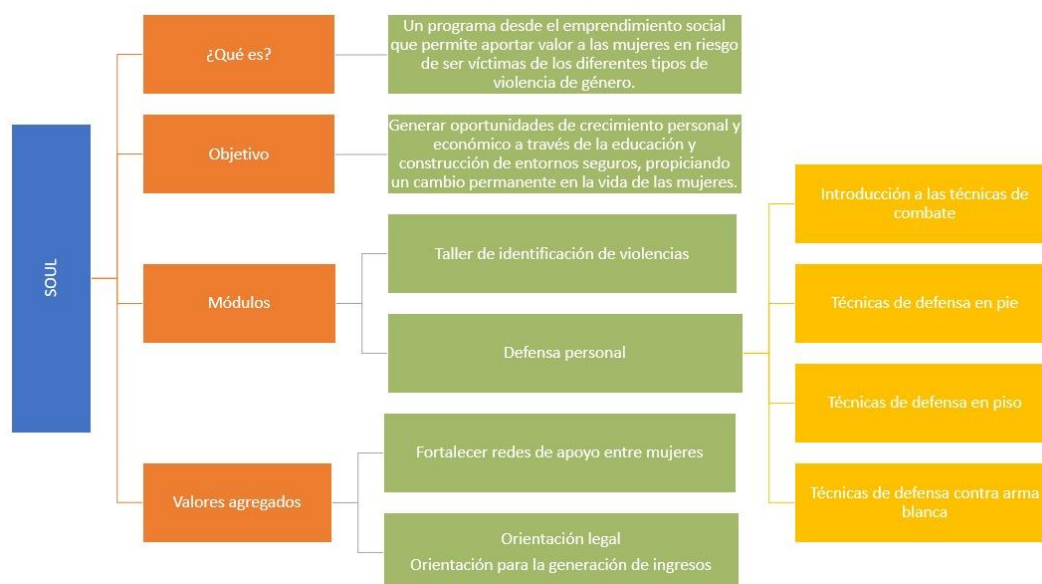 SOUL
¿Qué es?
Un programa desde el emprendimiento social
que permite aportar valor a las mujeres en riesgo
de ser víctimas de los diferentes tipos de
violencia de género.
Objetivo
Generar oportunidades de crecimiento personal y
económico a través de la educación y
construcción de entornos seguros, propiciando
un cambio permanente en la vida de las mujeres.
Módulos
Taller de identificación de violencias
Defensa personal
Introducción a las técnicas de
combate
Técnicas de defensa en pie
Técnicas de defensa en piso
Técnicas de defensa contra arma
blanca
Valores agregados
Fortalecer redes de apoyo entre mujeres
Orientación legal
Orientación para la generación de ingresos